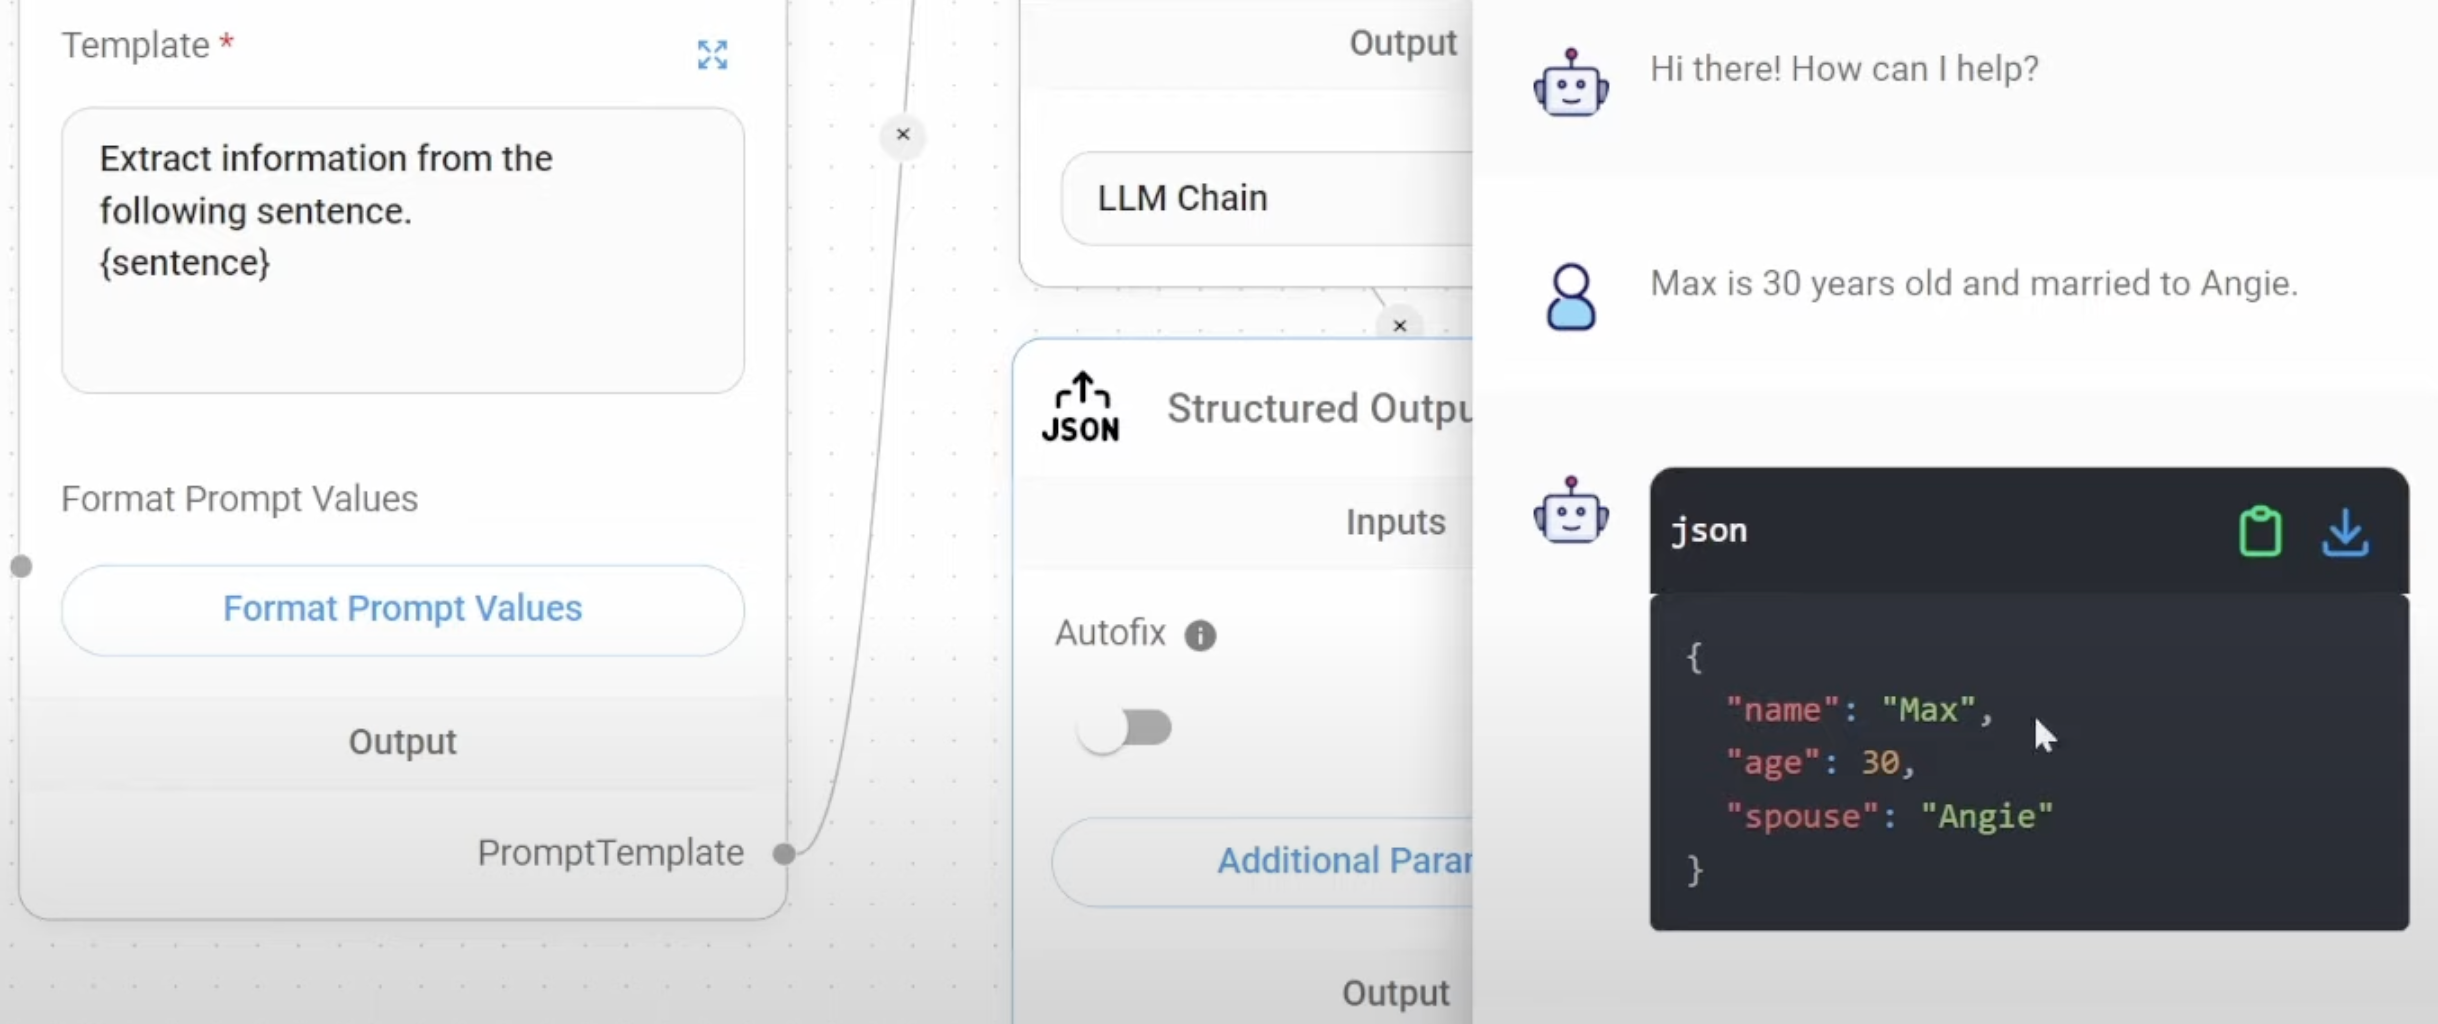 Template *
Extract information from the
following sentence.
{sentence}
Format Prompt Values
Format Prompt Values
Output
PromptTemplate
Output
LLM Chain
JSON
Structured Outpu
Inputs
Autofix
Additional Parar
Output
Hi there! How can I help?
Max is 30 years old and married to Angie.
json
{
"name": "Max",
"age": 30,
"spouse": "Angie"
}